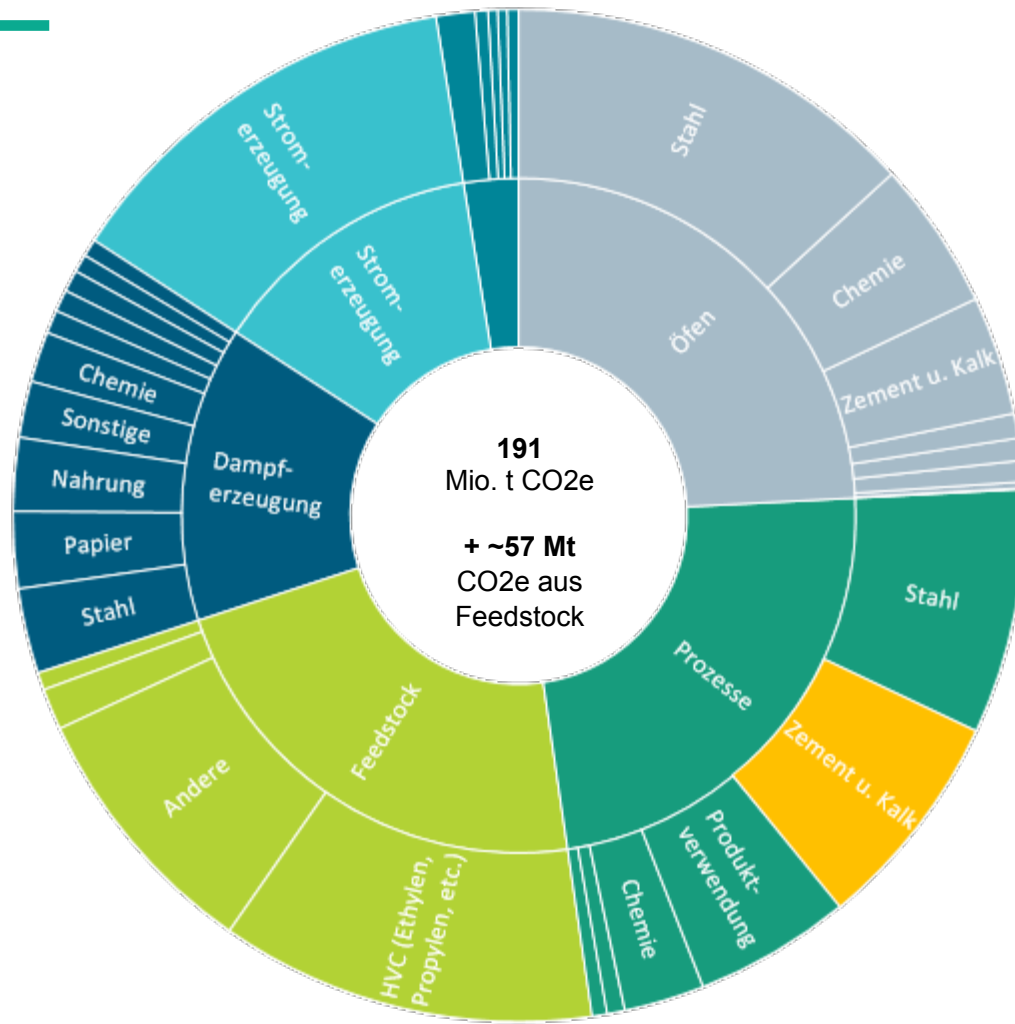 191
Mio. t CO2e
+ ~57 Mt
CO2e aus
Feedstock
Öfen
Stahl
Chemie
Zement u. Kalk
Prozesse
Stahl
Zement u. Kalk
Produkt-
verwendung
Chemie
Feedstock
HVC (Ethylen,
Propylen, etc.)
Andere
Dampf-
erzeugung
Stahl
Papier
Nahrung
Sonstige
Chemie
Strom-
erzeugung
Strom-
erzeugung